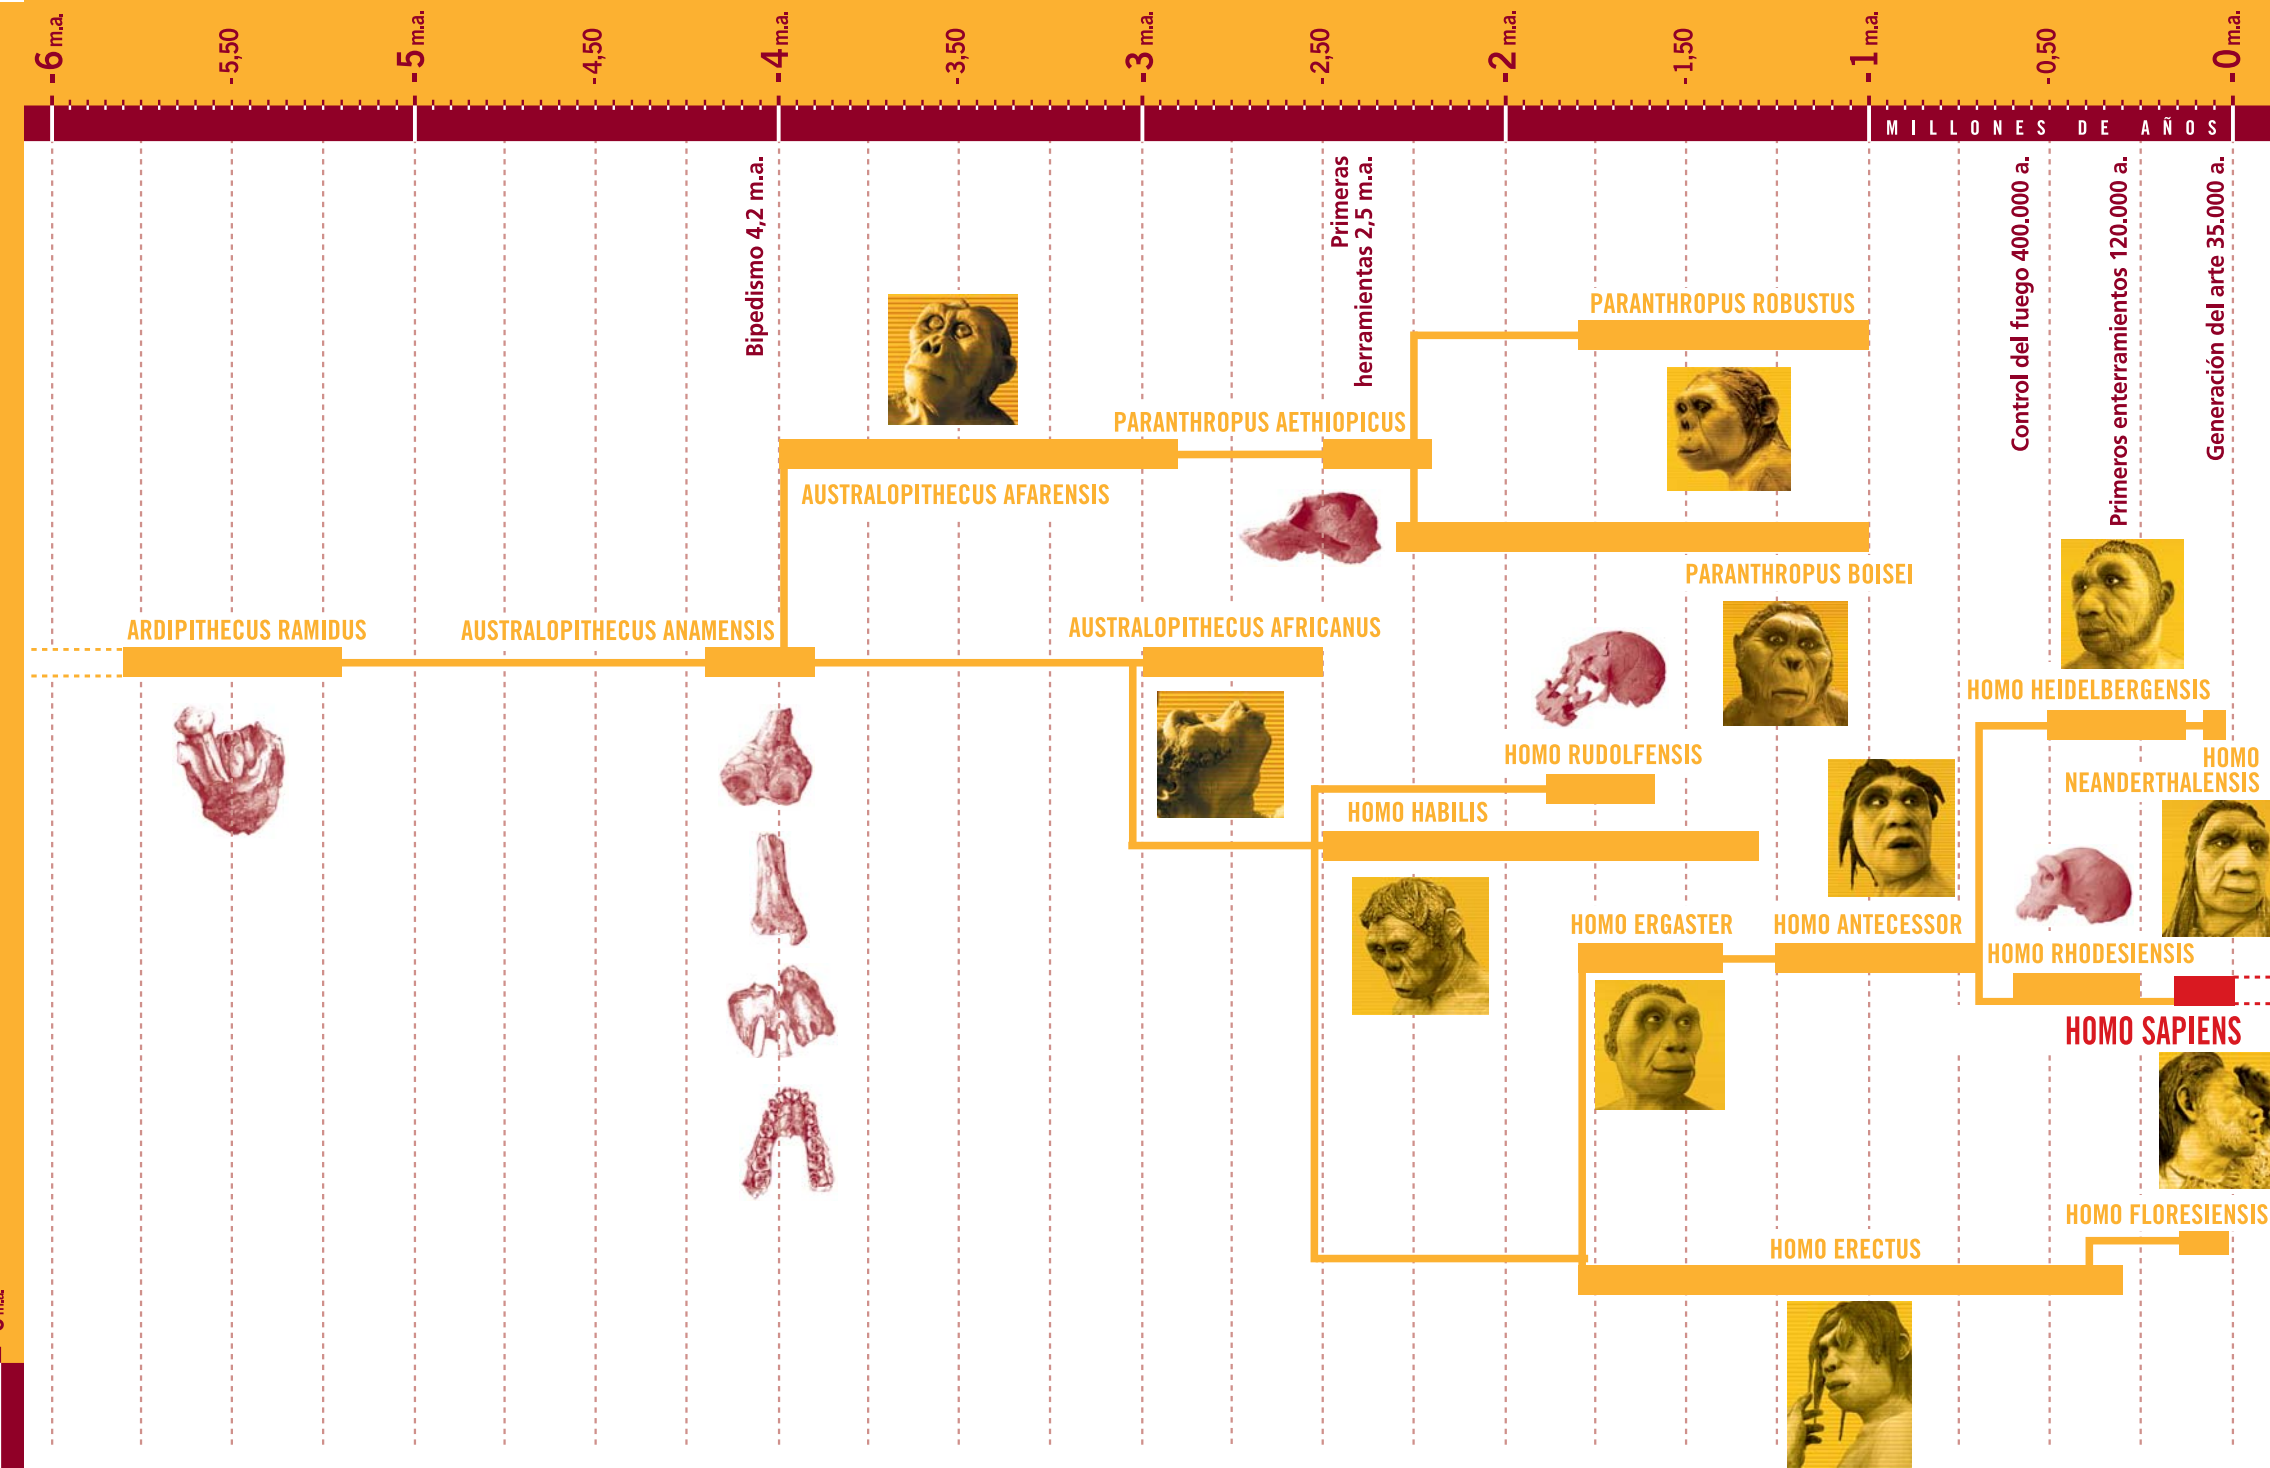 -6 m.a.
-5,50
-5 m.a.
-4,50
-4 m.a.
-3,50
-3 m.a.
-2,50
-2 m.a.
-1,50
-1 m.a.
-0,50
-0 m.a.
MILLONES DE AÑOS
Bipedismo 4,2 m.a.
Primeras
herramientas 2,5 m.a.
Control del fuego 400.000 a.
Primeros enterramientos 120.000 a.
Generación del arte 35.000 a.
PARANTHROPUS ROBUSTUS
PARANTHROPUS AETHIOPICUS
AUSTRALOPITHECUS AFARENSIS
PARANTHROPUS BOISEI
ARDIPITHECUS RAMIDUS
AUSTRALOPITHECUS ANAMENSIS
AUSTRALOPITHECUS AFRICANUS
HOMO HEIDELBERGENSIS
HOMO RUDOLFENSIS
HOMO
NEANDERTHALENSIS
HOMO HABILIS
HOMO ERGASTER
HOMO ANTECESSOR
HOMO RHODESIENSIS
HOMO SAPIENS
HOMO FLORESIENSIS
HOMO ERECTUS